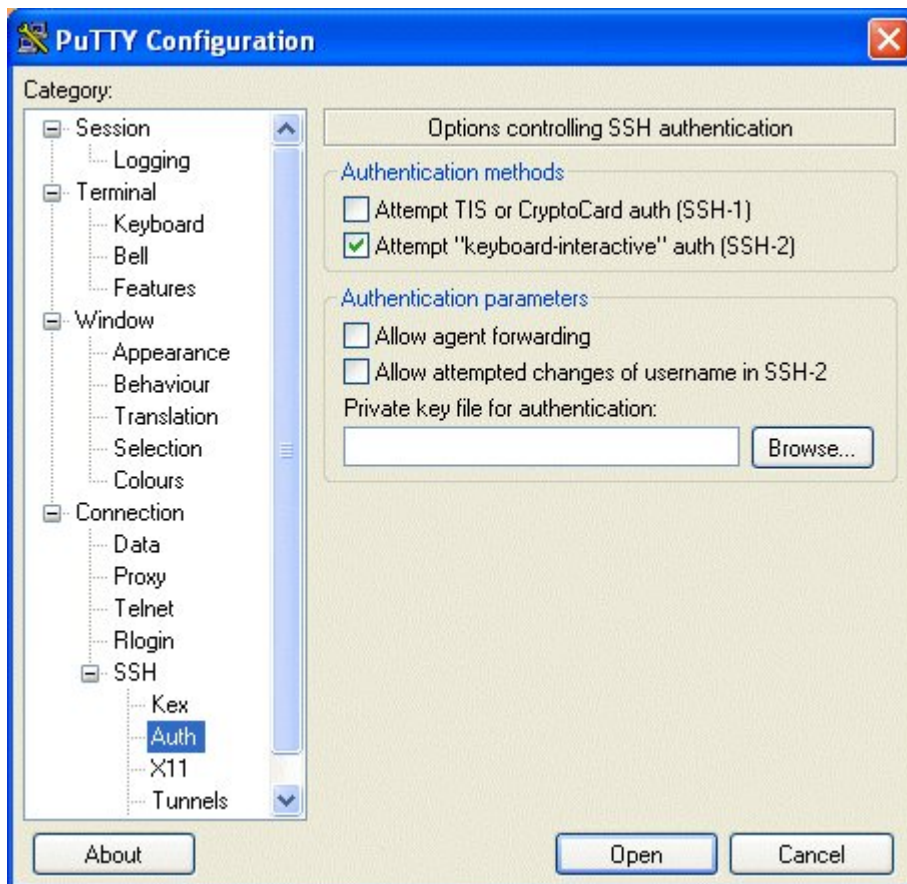 PuTTY Configuration
Category:
Session
Logging
Terminal
Keyboard
Bell
Features
Window
Appearance
Behaviour
Translation
Selection
Colours
Connection
Data
Proxy
Telnet
Rlogin
SSH
Kex
Auth
X11
Tunnels
Options controlling SSH authentication
Authentication methods
Attempt TIS or CryptoCard auth (SSH-1)
Attempt "keyboard-interactive" auth (SSH-2)
Authentication parameters
Allow agent forwarding
Allow attempted changes of username in SSH-2
Private key file for authentication:
Browse...
About
Open
Cancel